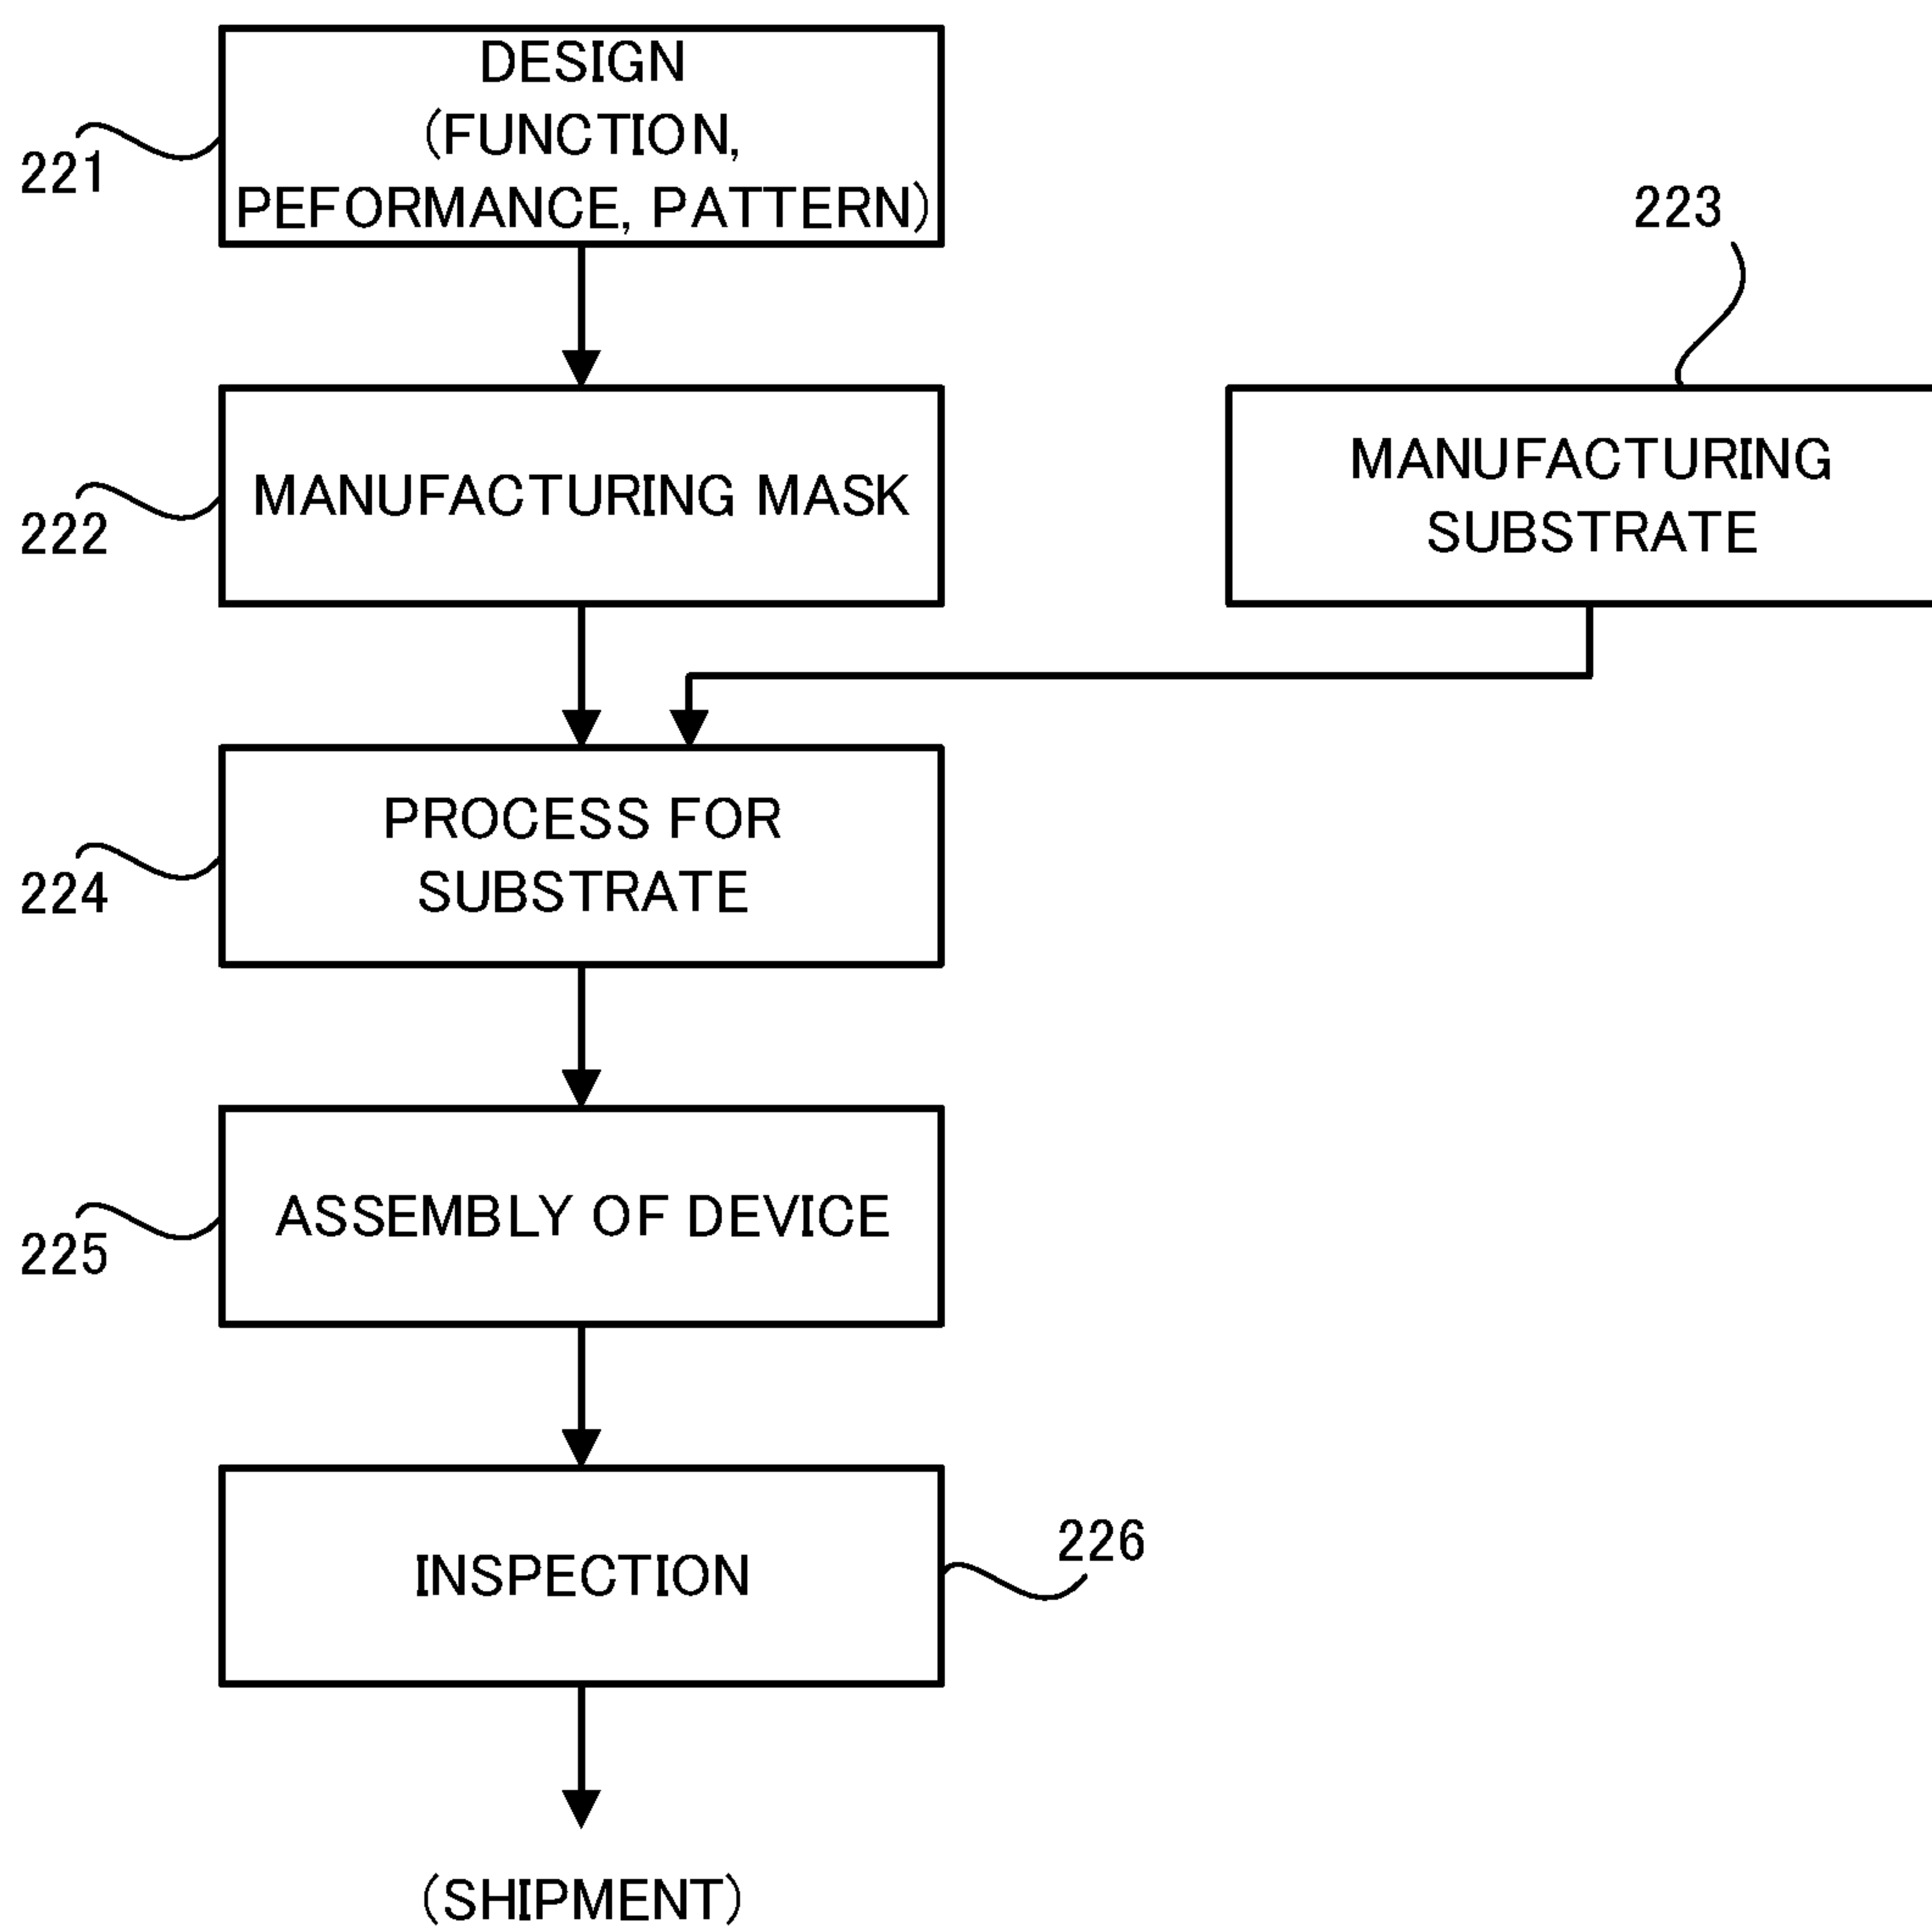 DESIGN
(FUNCTION,
PEFORMANCE, PATTERN)
221
223
MANUFACTURING MASK
222
MANUFACTURING
SUBSTRATE
PROCESS FOR
SUBSTRATE
224
ASSEMBLY OF DEVICE
225
INSPECTION
226
(SHIPMENT)